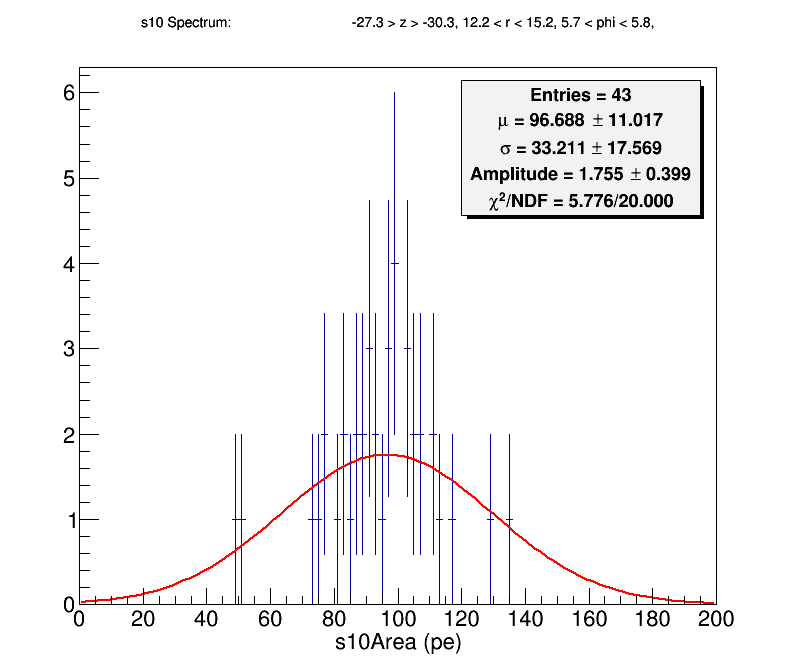 s10 Spectrum: -27.3 > z > -30.3, 12.2 < r < 15.2, 5.7 < phi < 5.8,
Entries = 43
μ = 96.688 ± 11.017
σ = 33.211 ± 17.569
Amplitude = 1.755 ± 0.399
χ²/NDF = 5.776/20.000
6
5
4
3
2
1
0
0 20 40 60 80 100 120 140 160 180 200
s10Area (pe)